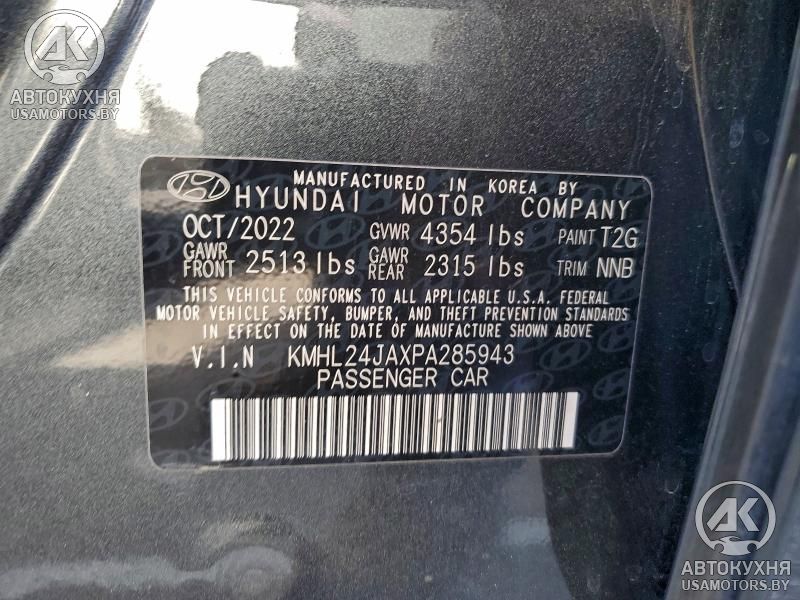 АК
АВТОКУХНЯ
USAMOTORS.BY
MANUFACTURED IN KOREA BY
HYUNDAI MOTOR COMPANY
OCT/2022 GVWR 4354 lbs PAINT T2G
GAWR FRONT 2513 lbs GAWR REAR 2315 lbs TRIM NNB
THIS VEHICLE CONFORMS TO ALL APPLICABLE U.S.A. FEDERAL
MOTOR VEHICLE SAFETY, BUMPER, AND THEFT PREVENTION STANDARDS
IN EFFECT ON THE DATE OF MANUFACTURE SHOWN ABOVE
V.I.N KMHL24JAXPA285943
PASSENGER CAR
АК
АВТОКУХНЯ
USAMOTORS.BY